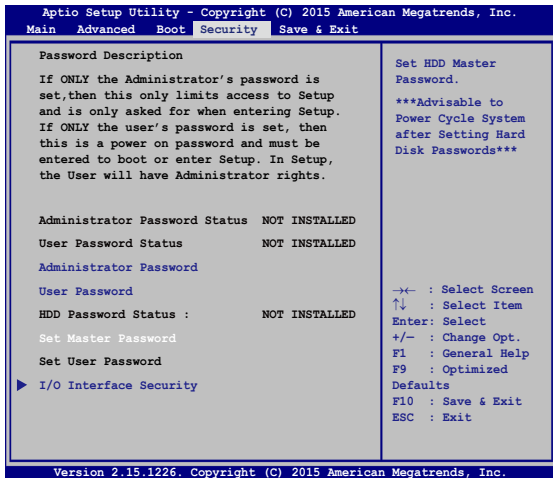 Aptio Setup Utility - Copyright (C) 2015 American Megatrends, Inc.
Main Advanced Boot Security Save & Exit
Password Description
If ONLY the Administrator's password is
set,then this only limits access to Setup
and is only asked for when entering Setup.
If ONLY the user's password is set, then
this is a power on password and must be
entered to boot or enter Setup. In Setup,
the User will have Administrator rights.
Administrator Password Status NOT INSTALLED
User Password Status NOT INSTALLED
Administrator Password
User Password
HDD Password Status : NOT INSTALLED
Set Master Password
Set User Password
I/O Interface Security
Set HDD Master
Password.
***Advisable to
Power Cycle System
after Setting Hard
Disk Passwords***
→← : Select Screen
↑↓ : Select Item
Enter: Select
+/— : Change Opt.
F1 : General Help
F9 : Optimized
Defaults
F10 : Save & Exit
ESC : Exit
Version 2.15.1226. Copyright (C) 2015 American Megatrends, Inc.